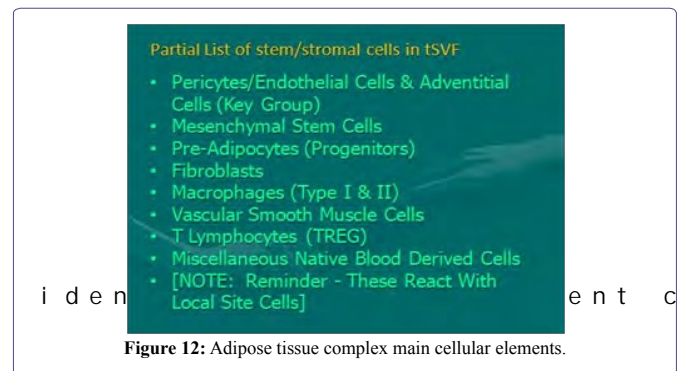 Partial List of stem/stromal cells in tSVF
• Pericytes/Endothelial Cells & Adventitial
Cells (Key Group)
• Mesenchymal Stem Cells
• Pre-Adipocytes (Progenitors)
• Fibroblasts
• Macrophages (Type I & II)
• Vascular Smooth Muscle Cells
• T Lymphocytes (TREG)
• Miscellaneous Native Blood Derived Cells
• [NOTE: Reminder - These React With
Local Site Cells]
i d e n e n t c
Figure 12: Adipose tissue complex main cellular elements.